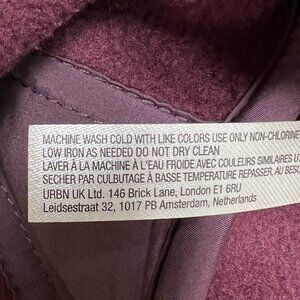 MACHINE WASH COLD WITH LIKE COLORS USE ONLY NON-CHLORINE
LOW IRON AS NEEDED DO NOT DRY CLEAN
LAVER À LA MACHINE À L'EAU FROIDE AVEC COULEURS SIMILAIRES
SECHER PAR CULBUTAGE À BASSE TEMPERATURE REPASSER, AU
URBN UK Ltd. 146 Brick Lane, London E1 6RU
Leidsestraat 32, 1017 PB Amsterdam, Netherlands